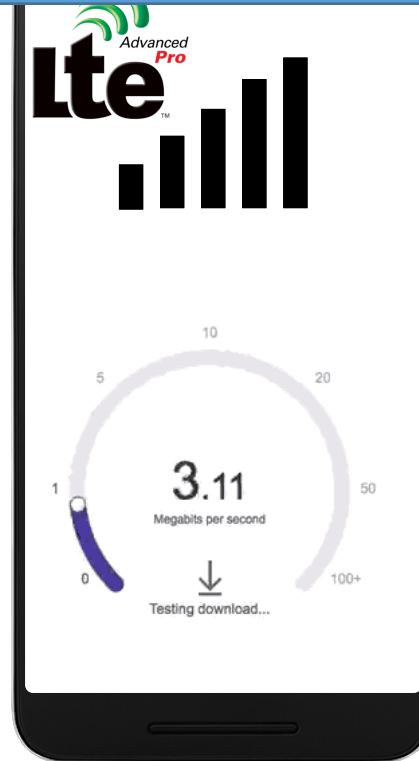 Advanced
Pro
Lte
TM
10
5
20
1
3.11
50
Megabits per second
0
100+
Testing download...